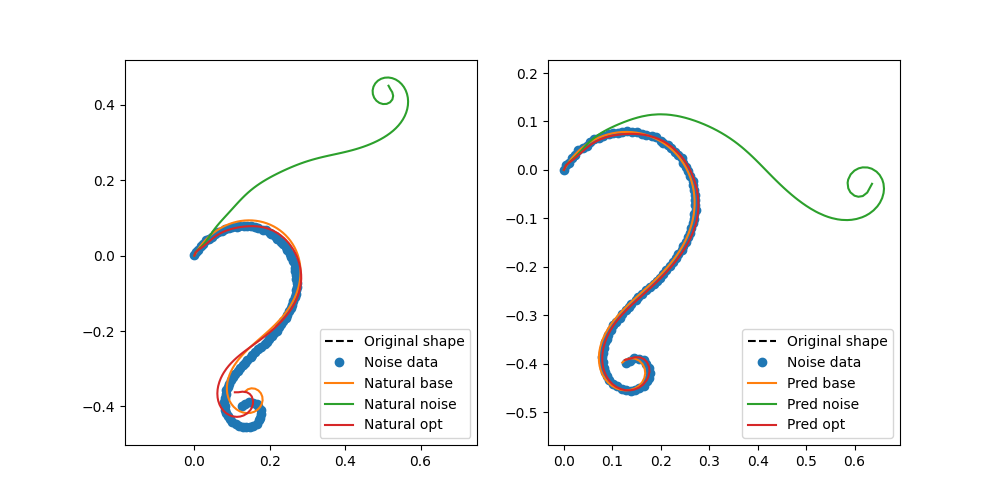 0.4
0.2
0.0
−0.2
−0.4
0.0 0.2 0.4 0.6
Original shape
Noise data
Natural base
Natural noise
Natural opt
0.2
0.1
0.0
−0.1
−0.2
−0.3
−0.4
−0.5
0.0 0.1 0.2 0.3 0.4 0.5 0.6
Original shape
Noise data
Pred base
Pred noise
Pred opt